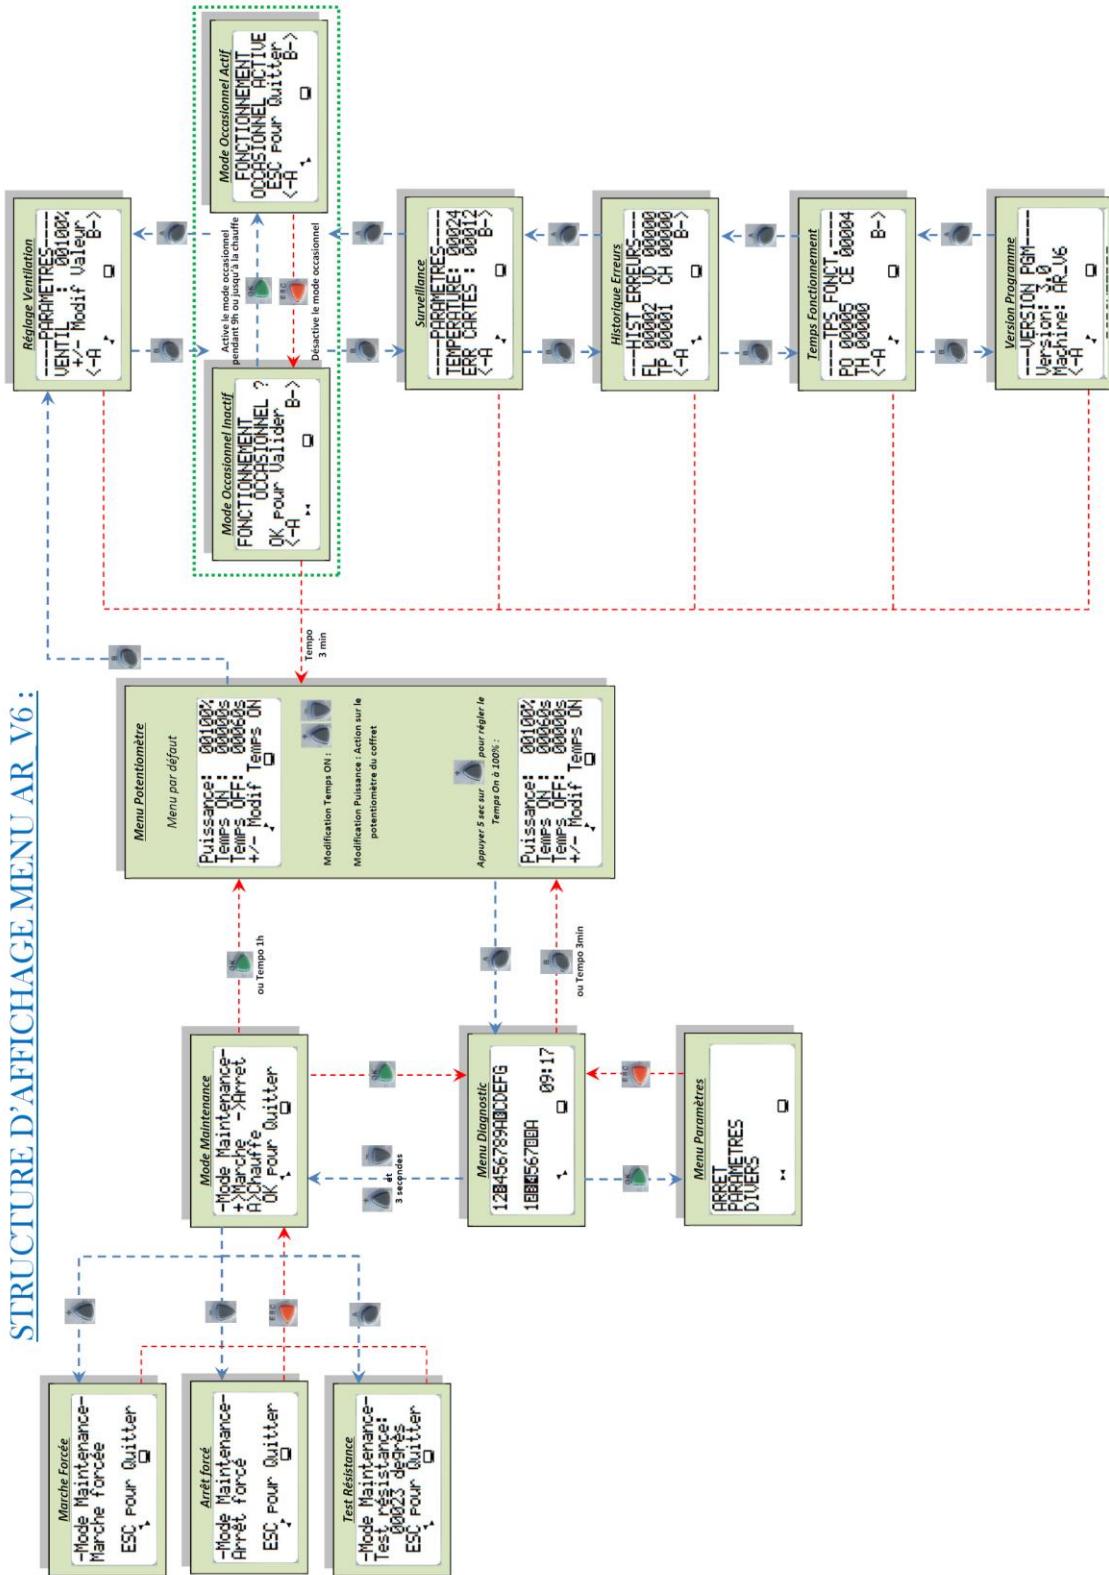 STRUCTURE D'AFFICHAGE MENU AR_V6 :
Marche Forcée
-Mode Maintenance-
Marche forcée
ESC pour Quitter
Arrêt forcé
-Mode Maintenance-
Arrêt forcé
ESC pour Quitter
Test Résistance
-Mode Maintenance-
Test résistance:
00023 degrès
ESC pour Quitter
+
-
ESC
A
Mode Maintenance
-Mode Maintenance-
+>Marche ->Arret
A>Chauffe
OK pour Quitter
OK
ou Tempo 1h
+ et -
3 secondes
OK
Menu Diagnostic
09:17
A
B
ou Tempo 3min
OK
ESC
Menu Paramètres
ARRET
PARAMETRES
DIVERS
Menu Potentiomètre
Menu par défaut
Puissance: 00100%
Temps ON : 00000s
Temps OFF: 00060s
+/- Modif Temps ON
Modification Temps ON :
+ -
Modification Puissance : Action sur le
potentiomètre du coffret
Appuyer 5 sec sur + pour régler le
Temps On à 100% :
Puissance: 00100%
Temps ON : 00060s
Temps OFF: 00000s
+/- Modif Temps ON
B
Tempo
3 min
Réglage Ventilation
----PARAMETRES----
VENTIL : 00100%
+/- Modif Valeur
<-A B->
B
A
Mode Occasionnel Inactif
FONCTIONNEMENT
OCCASIONNEL ?
OK pour Valider
<-A B->
Active le mode occasionnel
pendant 9h ou jusqu'à la chauffe
OK
ESC
Désactive le mode occasionnel
Mode Occasionnel Actif
FONCTIONNEMENT
OCCASIONNEL ACTIVE
ESC pour Quitter
<-A B->
B
A
Surveillance
----PARAMETRES----
TEMPERATURE: 00024
ERR CARTES : 00012
<-A B->
B
A
Historique Erreurs
---HIST ERREURS---
FL 00002 VD 00000
TP 00001 CH 00000
<-A B->
B
A
Temps Fonctionnement
----TPS FONCT.----
PO 00005 CE 00004
TH 00000
<-A B->
B
A
Version Programme
---VERSION PGM----
Version: 3.0
Machine: AR_V6
<-A